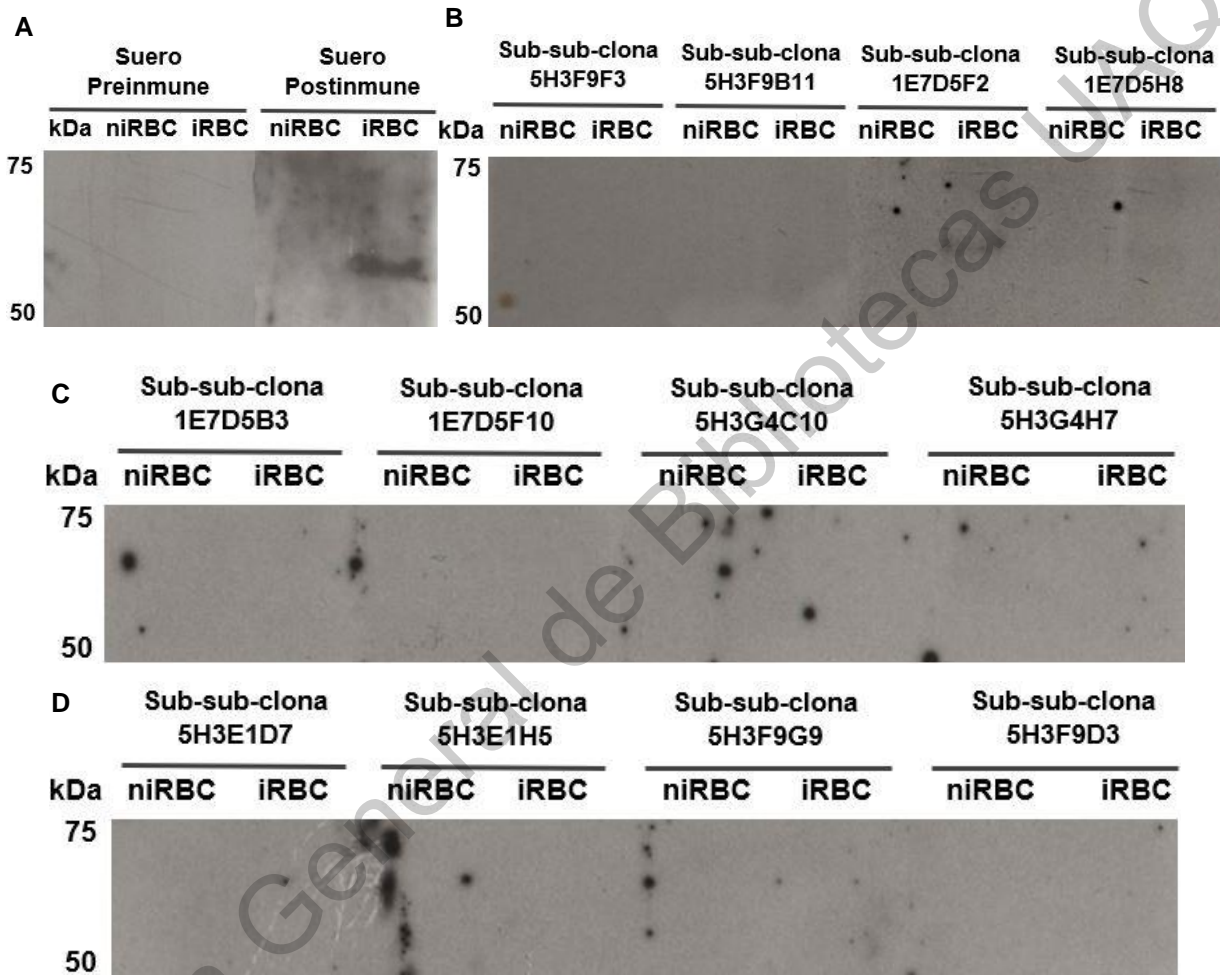 A
Suero Preinmune
Suero Postinmune
kDa niRBC iRBC niRBC iRBC
75
50
B
Sub-sub-clona 5H3F9F3
Sub-sub-clona 5H3F9B11
Sub-sub-clona 1E7D5F2
Sub-sub-clona 1E7D5H8
kDa niRBC iRBC niRBC iRBC niRBC iRBC niRBC iRBC
75
50
C
Sub-sub-clona 1E7D5B3
Sub-sub-clona 1E7D5F10
Sub-sub-clona 5H3G4C10
Sub-sub-clona 5H3G4H7
kDa niRBC iRBC niRBC iRBC niRBC iRBC niRBC iRBC
75
50
D
Sub-sub-clona 5H3E1D7
Sub-sub-clona 5H3E1H5
Sub-sub-clona 5H3F9G9
Sub-sub-clona 5H3F9D3
kDa niRBC iRBC niRBC iRBC niRBC iRBC niRBC iRBC
75
50
General de Bibliotecas UAQ